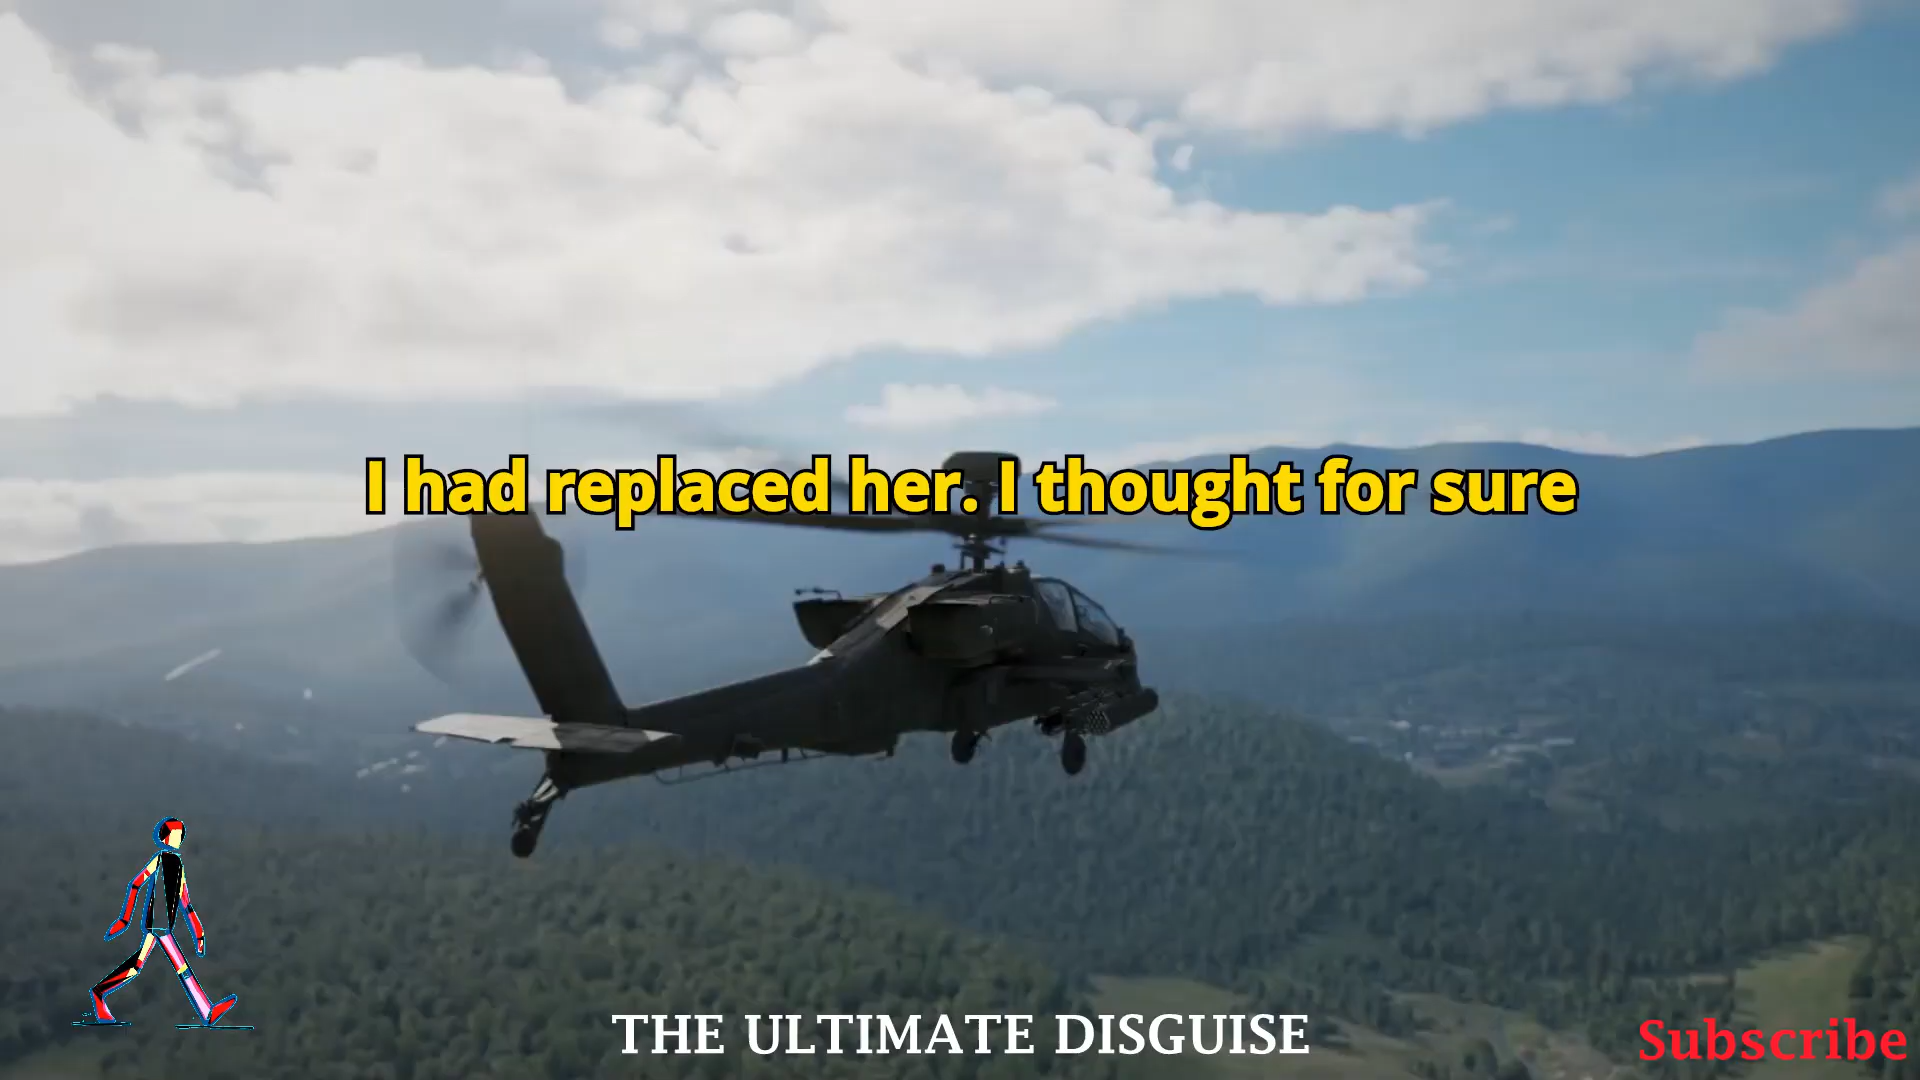 I had replaced her. I thought for sure
THE ULTIMATE DISGUISE
Subscribe